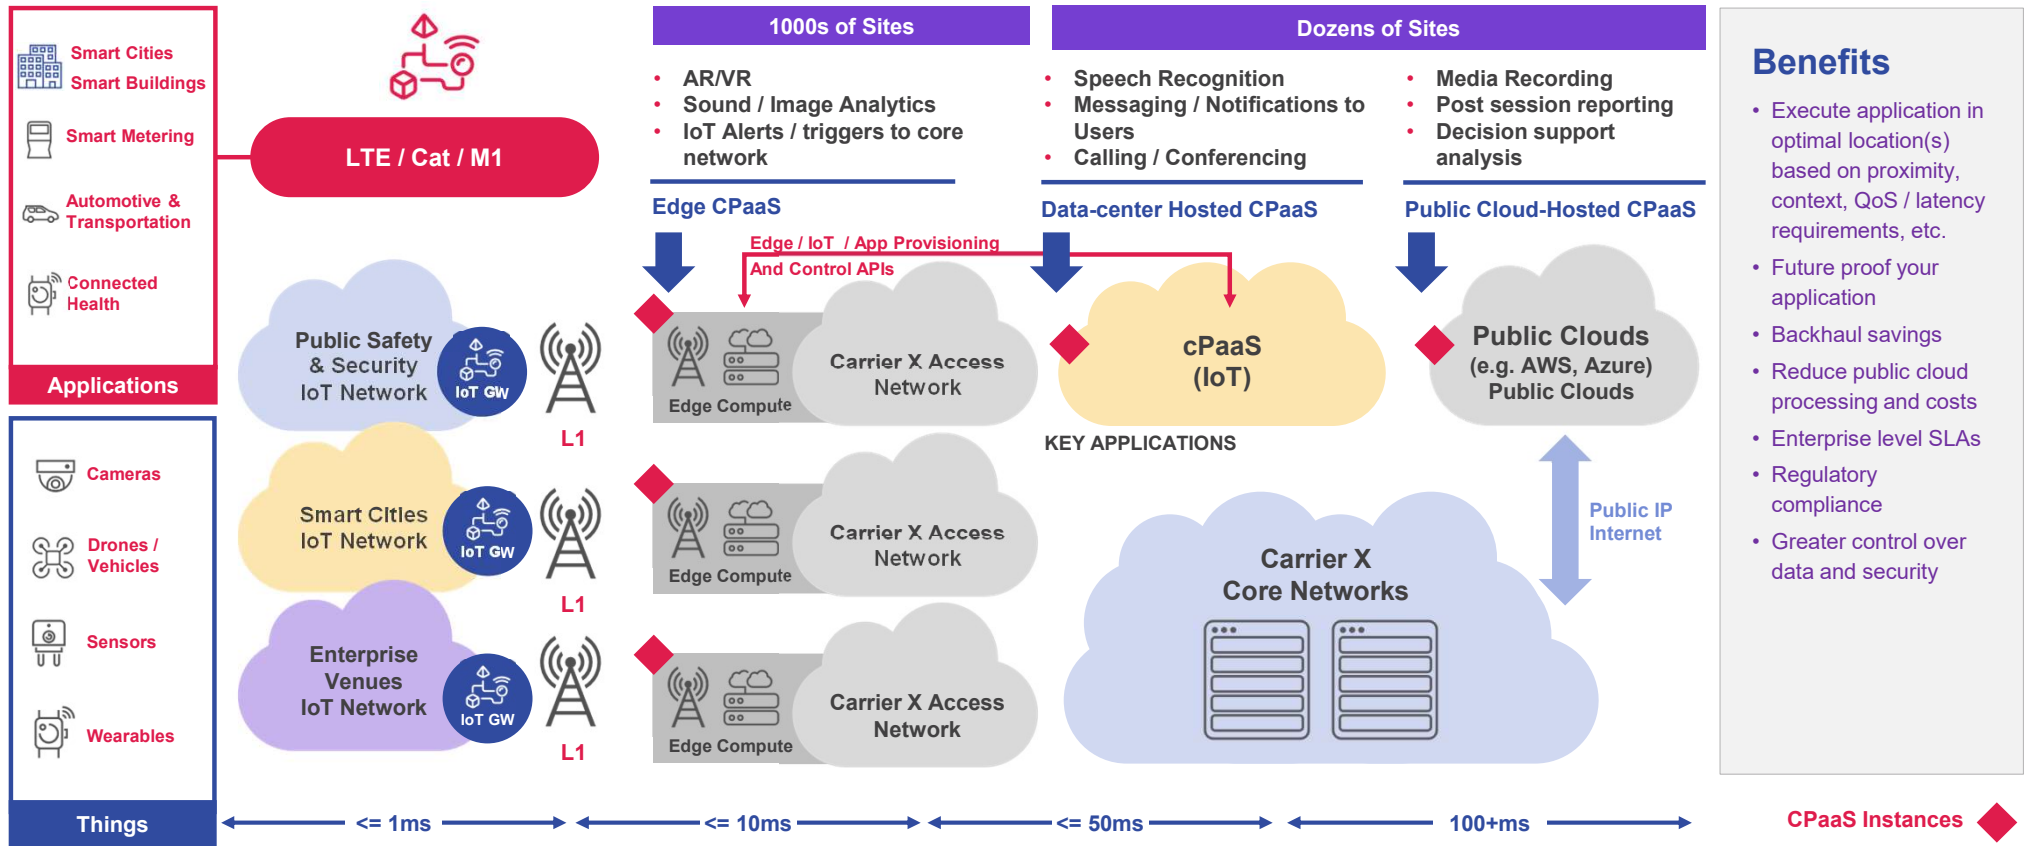 Smart Cities
Smart Buildings
Smart Metering
Automotive &
Transportation
Connected
Health
Applications
Cameras
Drones /
Vehicles
Sensors
Wearables
Things
LTE / Cat / M1
Public Safety
& Security
IoT Network
IoT GW
L1
Smart Cities
IoT Network
IoT GW
L1
Enterprise
Venues
IoT Network
IoT GW
L1
1000s of Sites
• AR/VR
• Sound / Image Analytics
• IoT Alerts / triggers to core
network
Edge CPaaS
Dozens of Sites
• Speech Recognition
• Messaging / Notifications to
Users
• Calling / Conferencing
Data-center Hosted CPaaS
• Media Recording
• Post session reporting
• Decision support
analysis
Public Cloud-Hosted CPaaS
Edge / IoT / App Provisioning
And Control APIs
Edge Compute
Carrier X Access
Network
Edge Compute
Carrier X Access
Network
Edge Compute
Carrier X Access
Network
cPaaS
(IoT)
KEY APPLICATIONS
Public Clouds
(e.g. AWS, Azure)
Public Clouds
Public IP
Internet
Carrier X
Core Networks
Benefits
• Execute application in
optimal location(s)
based on proximity,
context, QoS / latency
requirements, etc.
• Future proof your
application
• Backhaul savings
• Reduce public cloud
processing and costs
• Enterprise level SLAs
• Regulatory
compliance
• Greater control over
data and security
<= 1ms
<= 10ms
<= 50ms
100+ms
CPaaS Instances